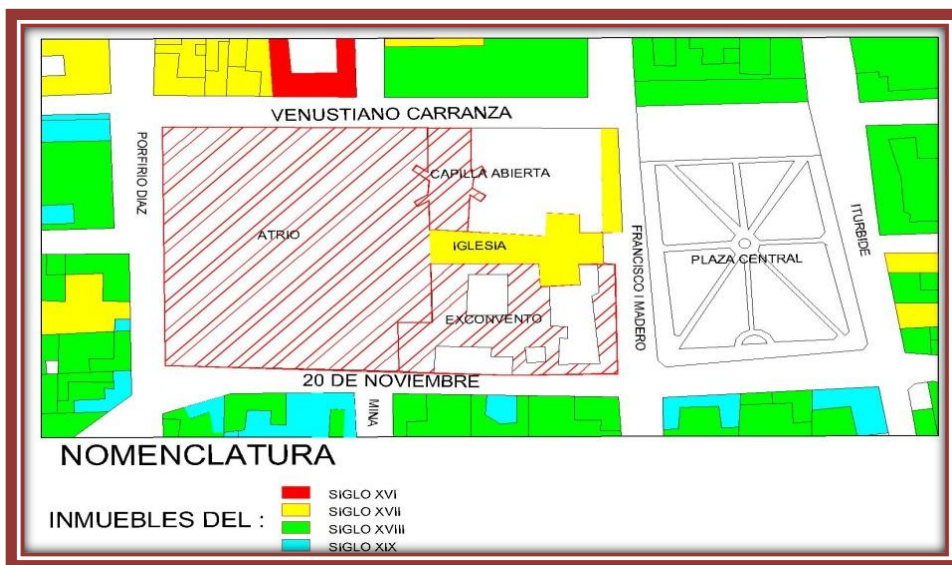 VENUSTIANO CARRANZA
PORFIRIO DIAZ
CAPILLA ABIERTA
ATRIO
IGLESIA
FRANCISCO I MADERO
PLAZA CENTRAL
ITURBIDE
EXCONVENTO
20 DE NOVIEMBRE
MINA
NOMENCLATURA
INMUEBLES DEL :
SIGLO XVI
SIGLO XVII
SIGLO XVIII
SIGLO XIX